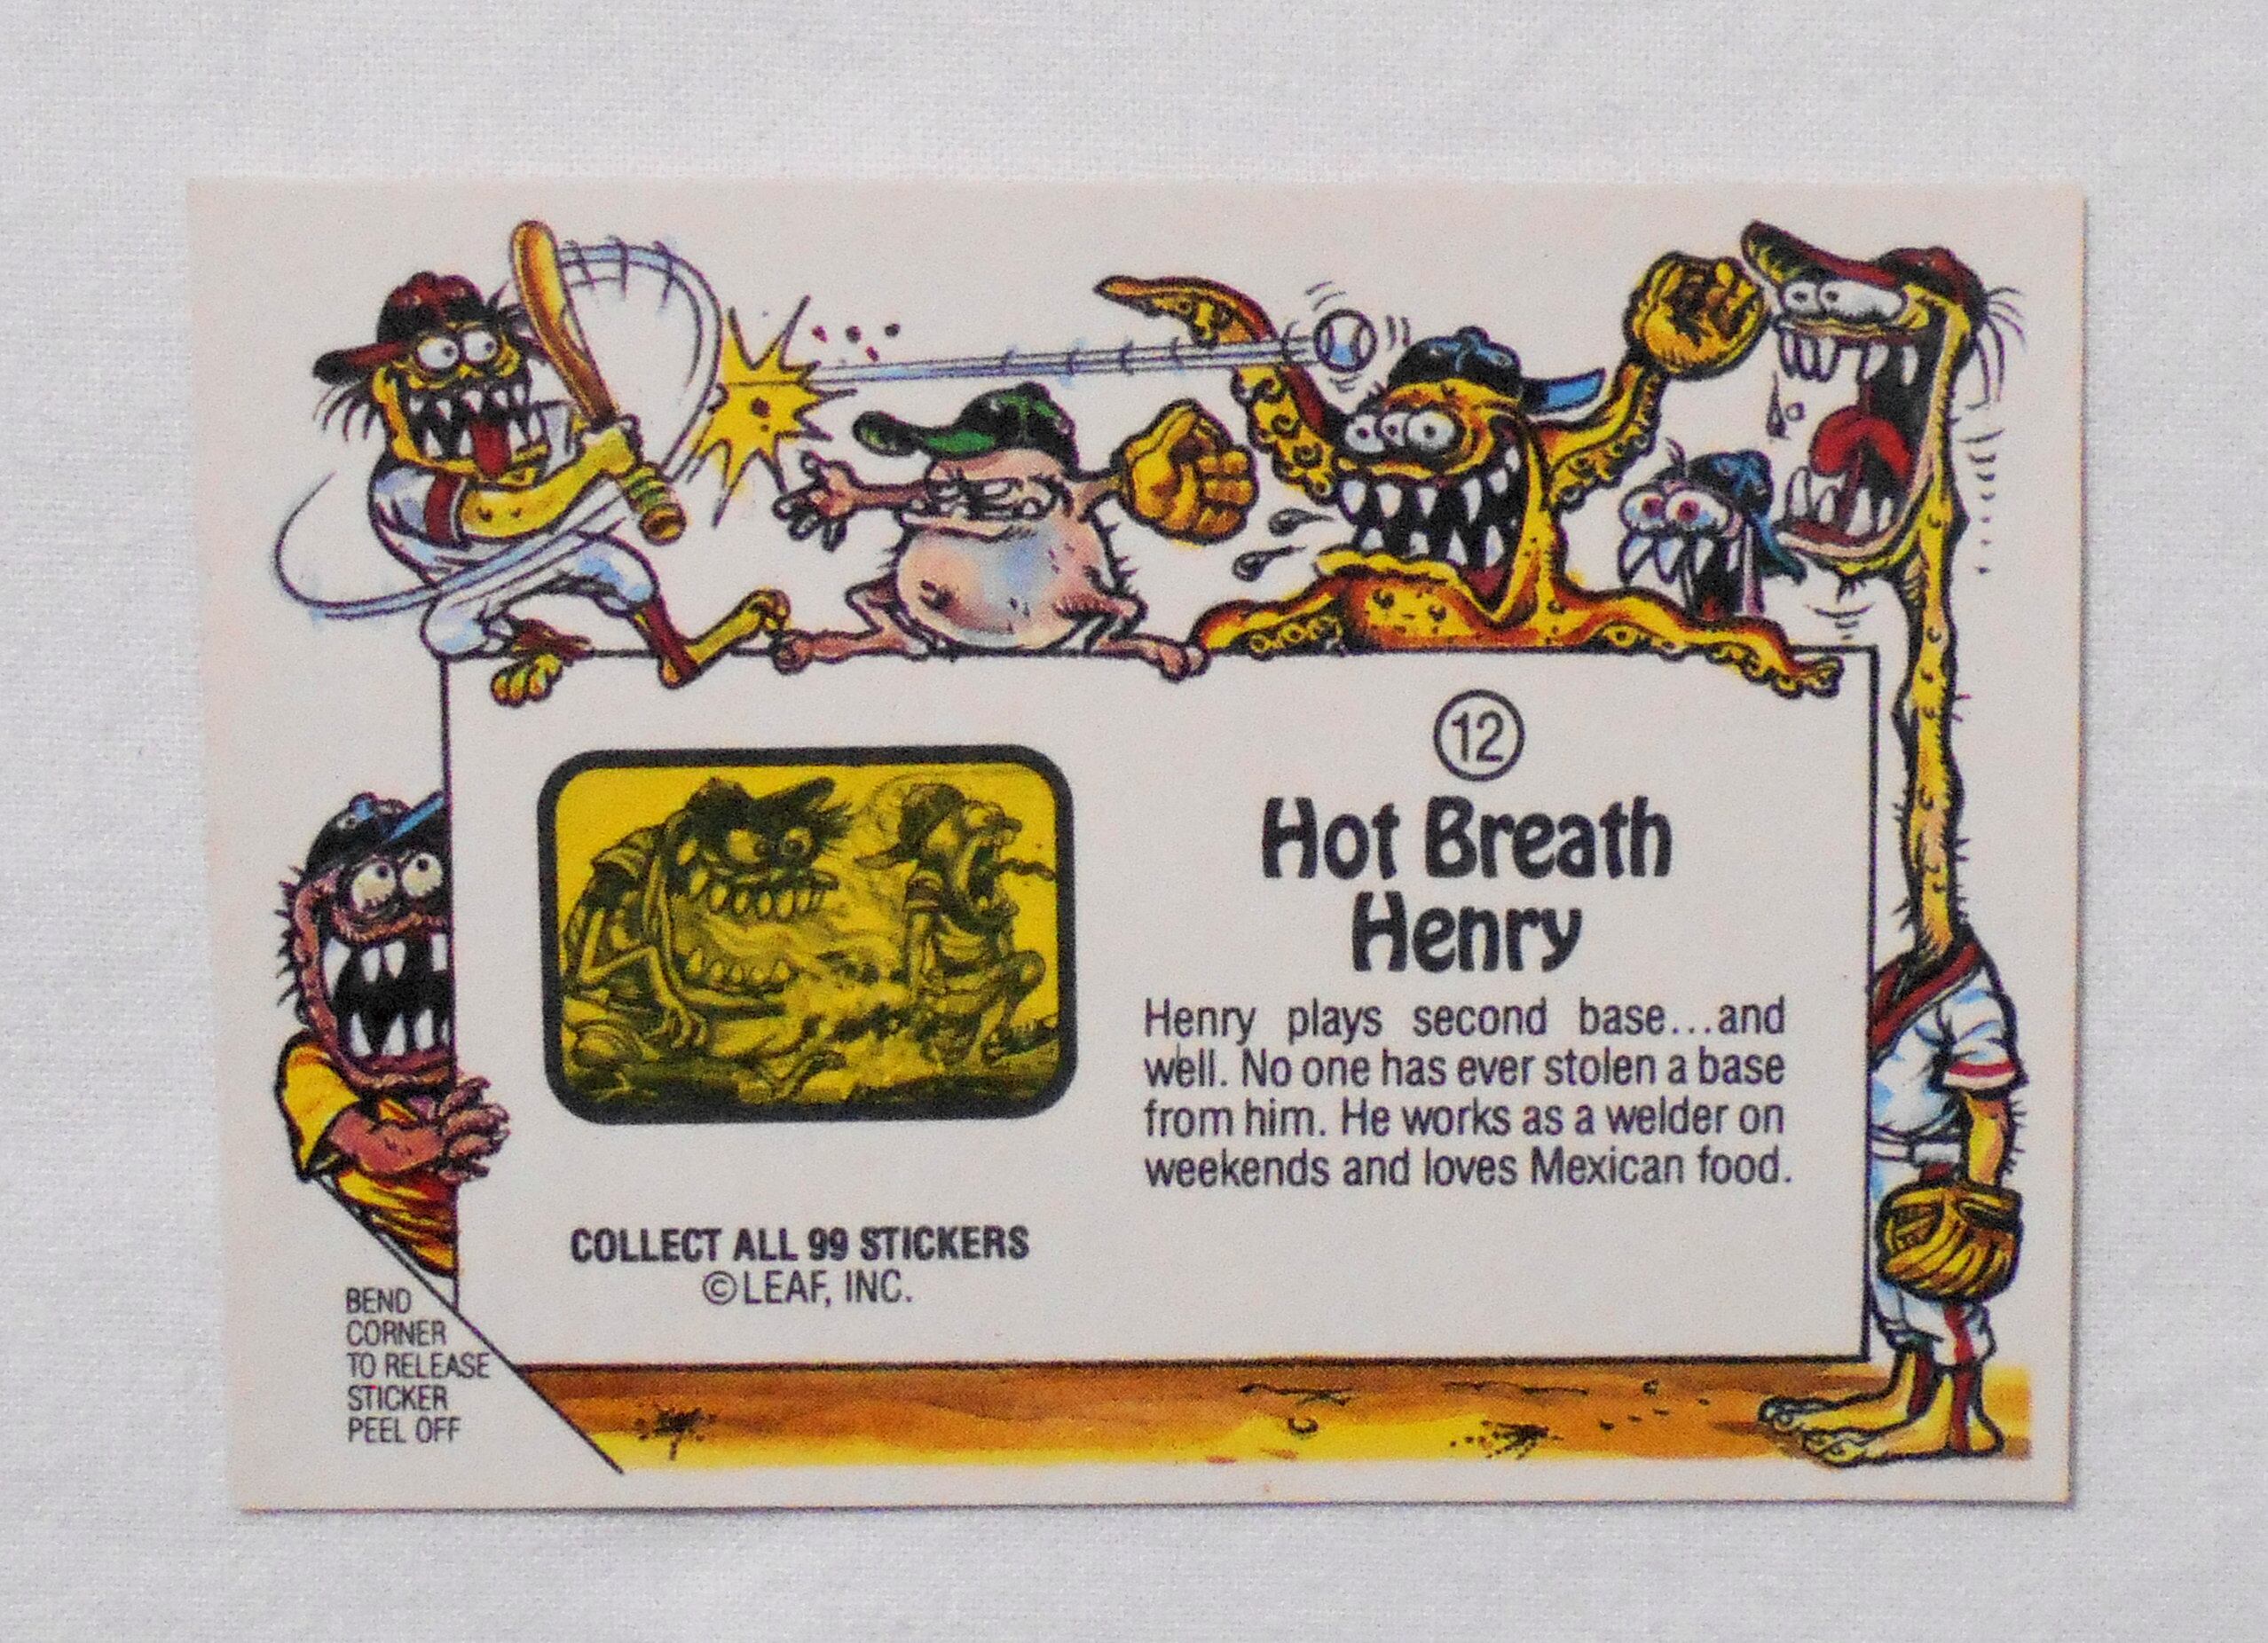 12
Hot Breath
Henry
Henry plays second base...and
well. No one has ever stolen a base
from him. He works as a welder on
weekends and loves Mexican food.
COLLECT ALL 99 STICKERS
©LEAF, INC.
BEND
CORNER
TO RELEASE
STICKER
PEEL OFF